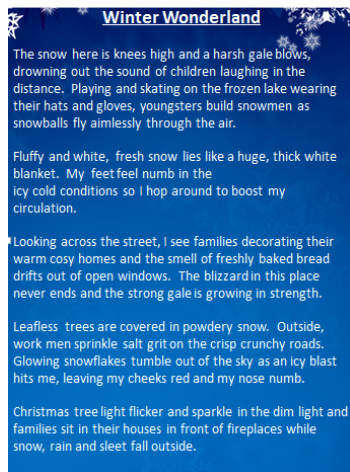 Winter Wonderland
The snow here is knees high and a harsh gale blows,
drowning out the sound of children laughing in the
distance. Playing and skating on the frozen lake wearing
their hats and gloves, youngsters build snowmen as
snowballs fly aimlessly through the air.
Fluffy and white, fresh snow lies like a huge, thick white
blanket. My feet feel numb in the
icy cold conditions so I hop around to boost my
circulation.
Looking across the street, I see families decorating their
warm cosy homes and the smell of freshly baked bread
drifts out of open windows. The blizzard in this place
never ends and the strong gale is growing in strength.
Leafless trees are covered in powdery snow. Outside,
work men sprinkle salt grit on the crisp crunchy roads.
Glowing snowflakes tumble out of the sky as an icy blast
hits me, leaving my cheeks red and my nose numb.
Christmas tree light flicker and sparkle in the dim light and
families sit in their houses in front of fireplaces while
snow, rain and sleet fall outside.